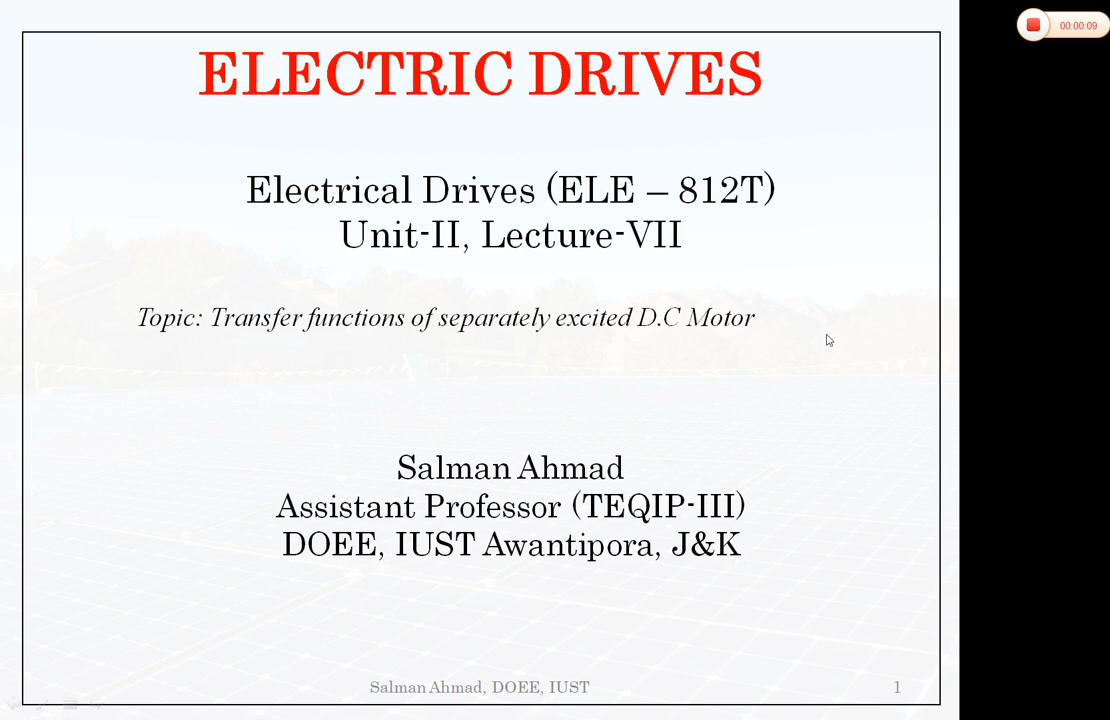 00:00:09
ELECTRIC DRIVES
Electrical Drives (ELE – 812T)
Unit-II, Lecture-VII
Topic: Transfer functions of separately excited D.C Motor
Salman Ahmad
Assistant Professor (TEQIP-III)
DOEE, IUST Awantipora, J&K
Salman Ahmad, DOEE, IUST 1